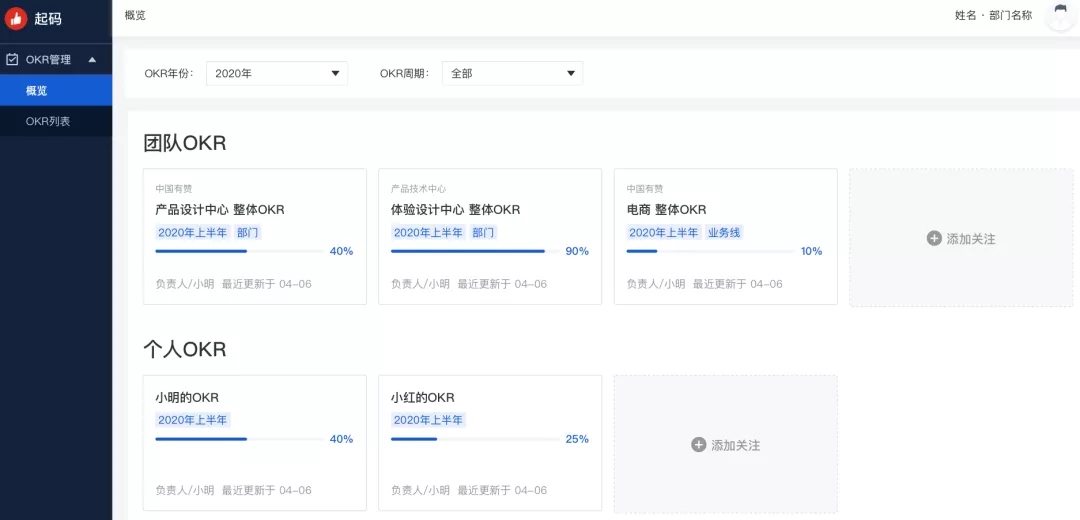 起码
概览
姓名 · 部门名称
OKR管理
概览
OKR列表
OKR年份： 2020年 OKR周期： 全部
团队OKR
中国有赞
产品设计中心 整体OKR
2020年上半年 部门
40%
负责人/小明 最近更新于 04-06
产品技术中心
体验设计中心 整体OKR
2020年上半年 部门
90%
负责人/小明 最近更新于 04-06
中国有赞
电商 整体OKR
2020年上半年 业务线
10%
负责人/小明 最近更新于 04-06
添加关注
个人OKR
小明的OKR
2020年上半年
40%
负责人/小明 最近更新于 04-06
小红的OKR
2020年上半年
25%
负责人/小明 最近更新于 04-06
添加关注